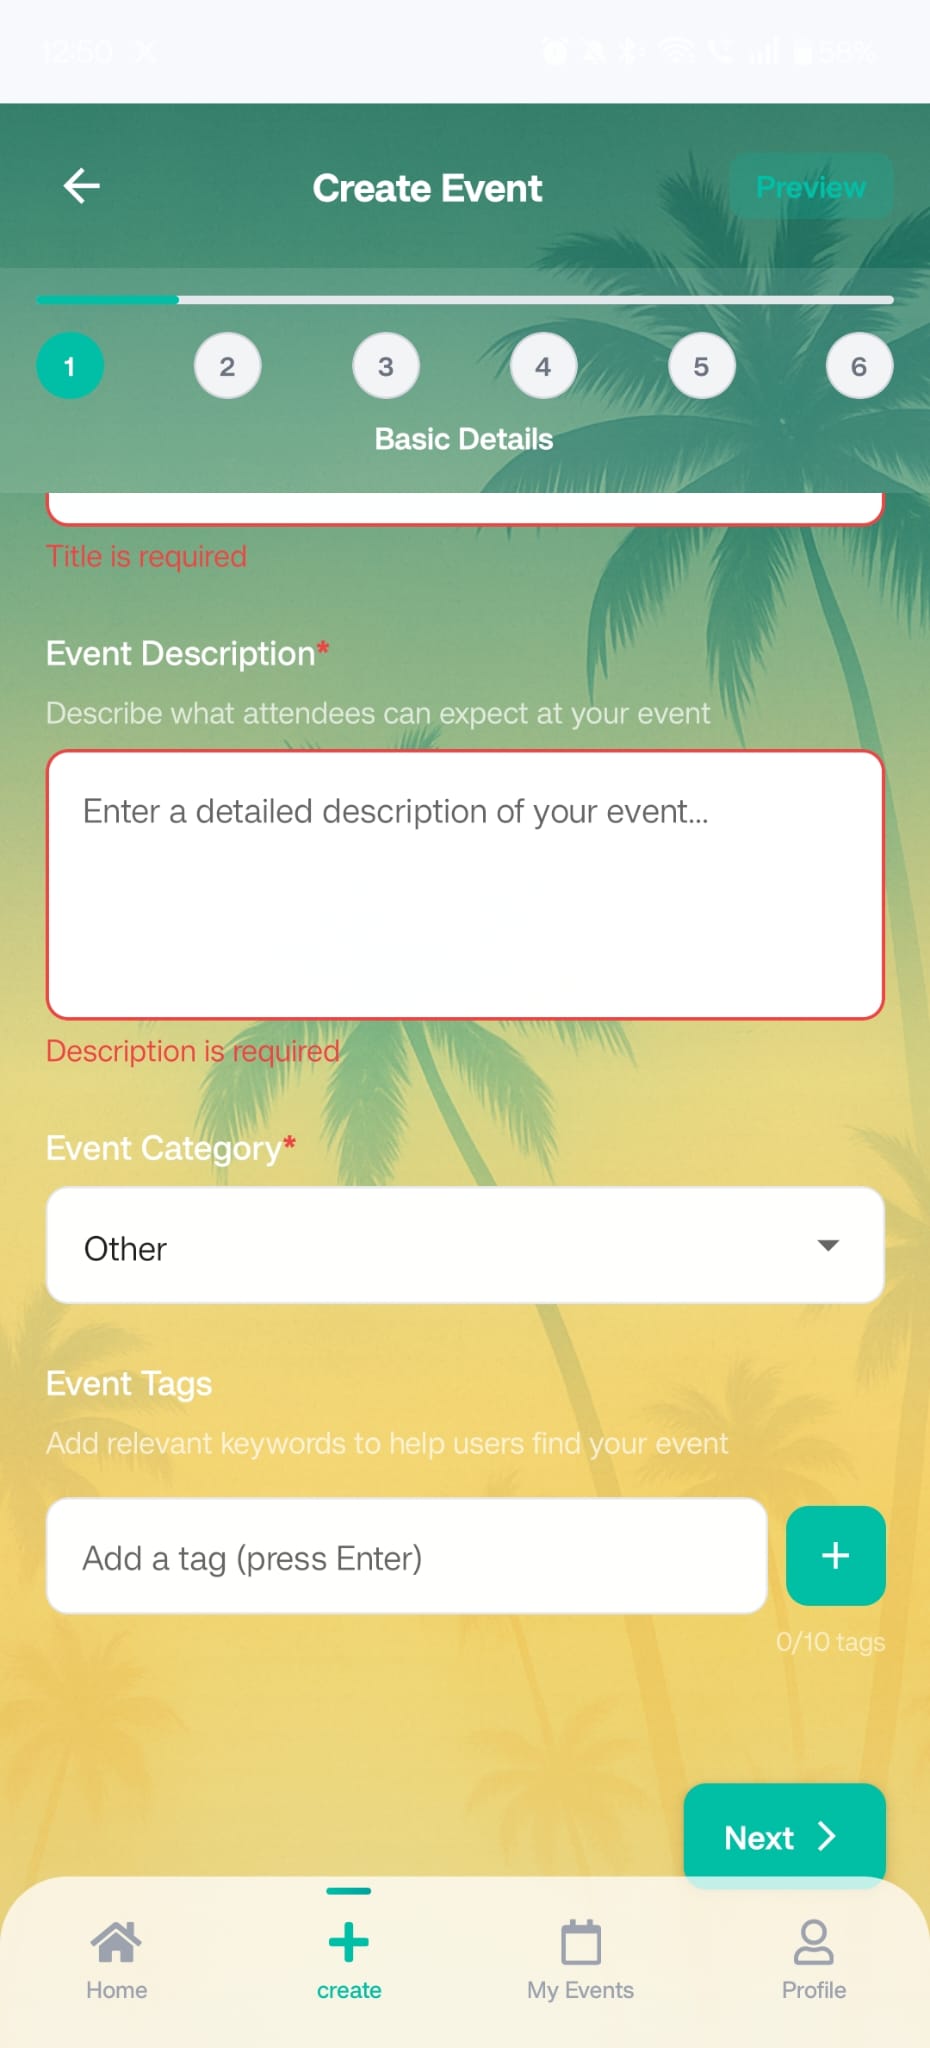 12:50 X 58%
Create Event
Preview
1 2 3 4 5 6
Basic Details
Title is required
Event Description*
Describe what attendees can expect at your event
Enter a detailed description of your event...
Description is required
Event Category*
Other
Event Tags
Add relevant keywords to help users find your event
Add a tag (press Enter)
+
0/10 tags
Next
Home create My Events Profile